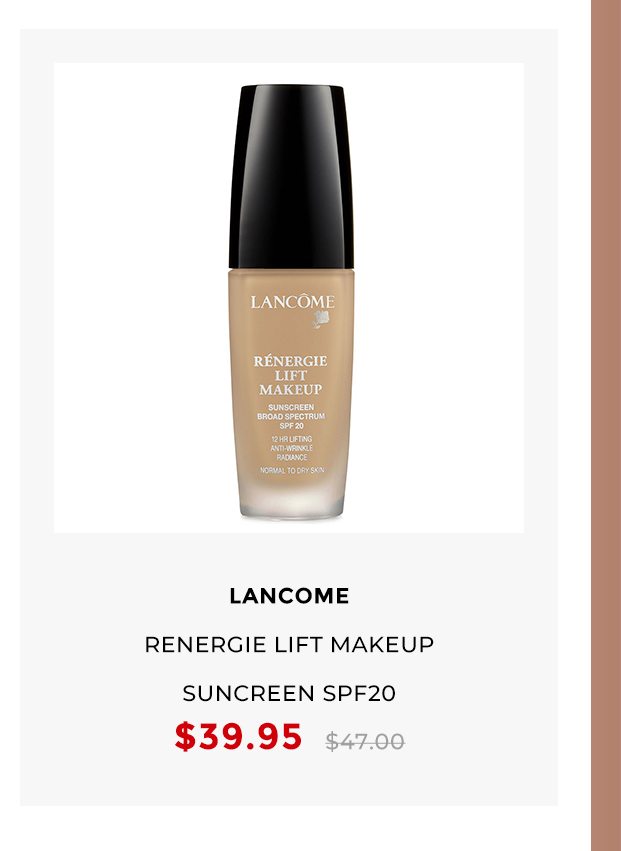 LANCÔME
RÉNERGIE
LIFT
MAKEUP
SUNSCREEN
BROAD SPECTRUM
SPF 20
12 HR LIFTING
ANTI-WRINKLE
RADIANCE
NORMAL TO DRY SKIN
LANCOME
RENERGIE LIFT MAKEUP
SUNCREEN SPF20
$39.95 $47.00